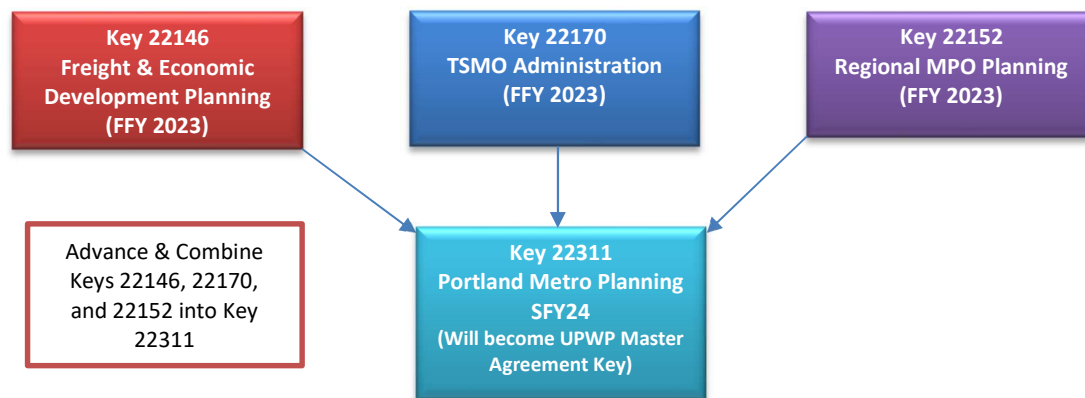 Key 22146
Freight & Economic
Development Planning
(FFY 2023)
Key 22170
TSMO Administration
(FFY 2023)
Key 22152
Regional MPO Planning
(FFY 2023)
Advance & Combine
Keys 22146, 22170,
and 22152 into Key
22311
Key 22311
Portland Metro Planning
SFY24
(Will become UPWP Master
Agreement Key)